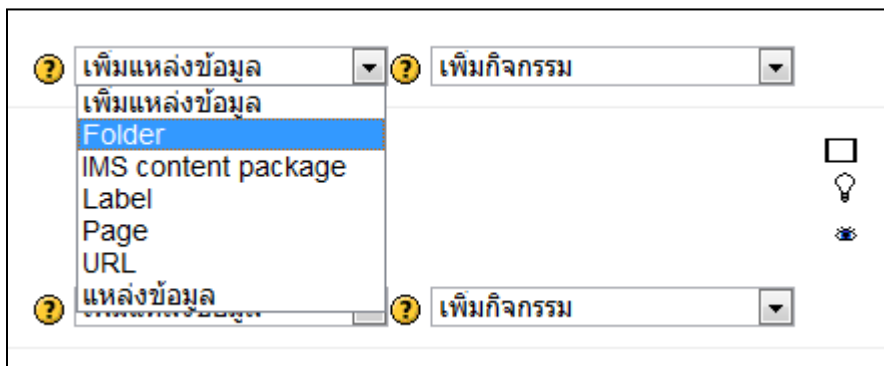 เพิ่มแหล่งข้อมูล เพิ่มกิจกรรม
เพิ่มแหล่งข้อมูล
Folder
IMS content package
Label
Page
URL
แหล่งข้อมูล
เพิ่มกิจกรรม